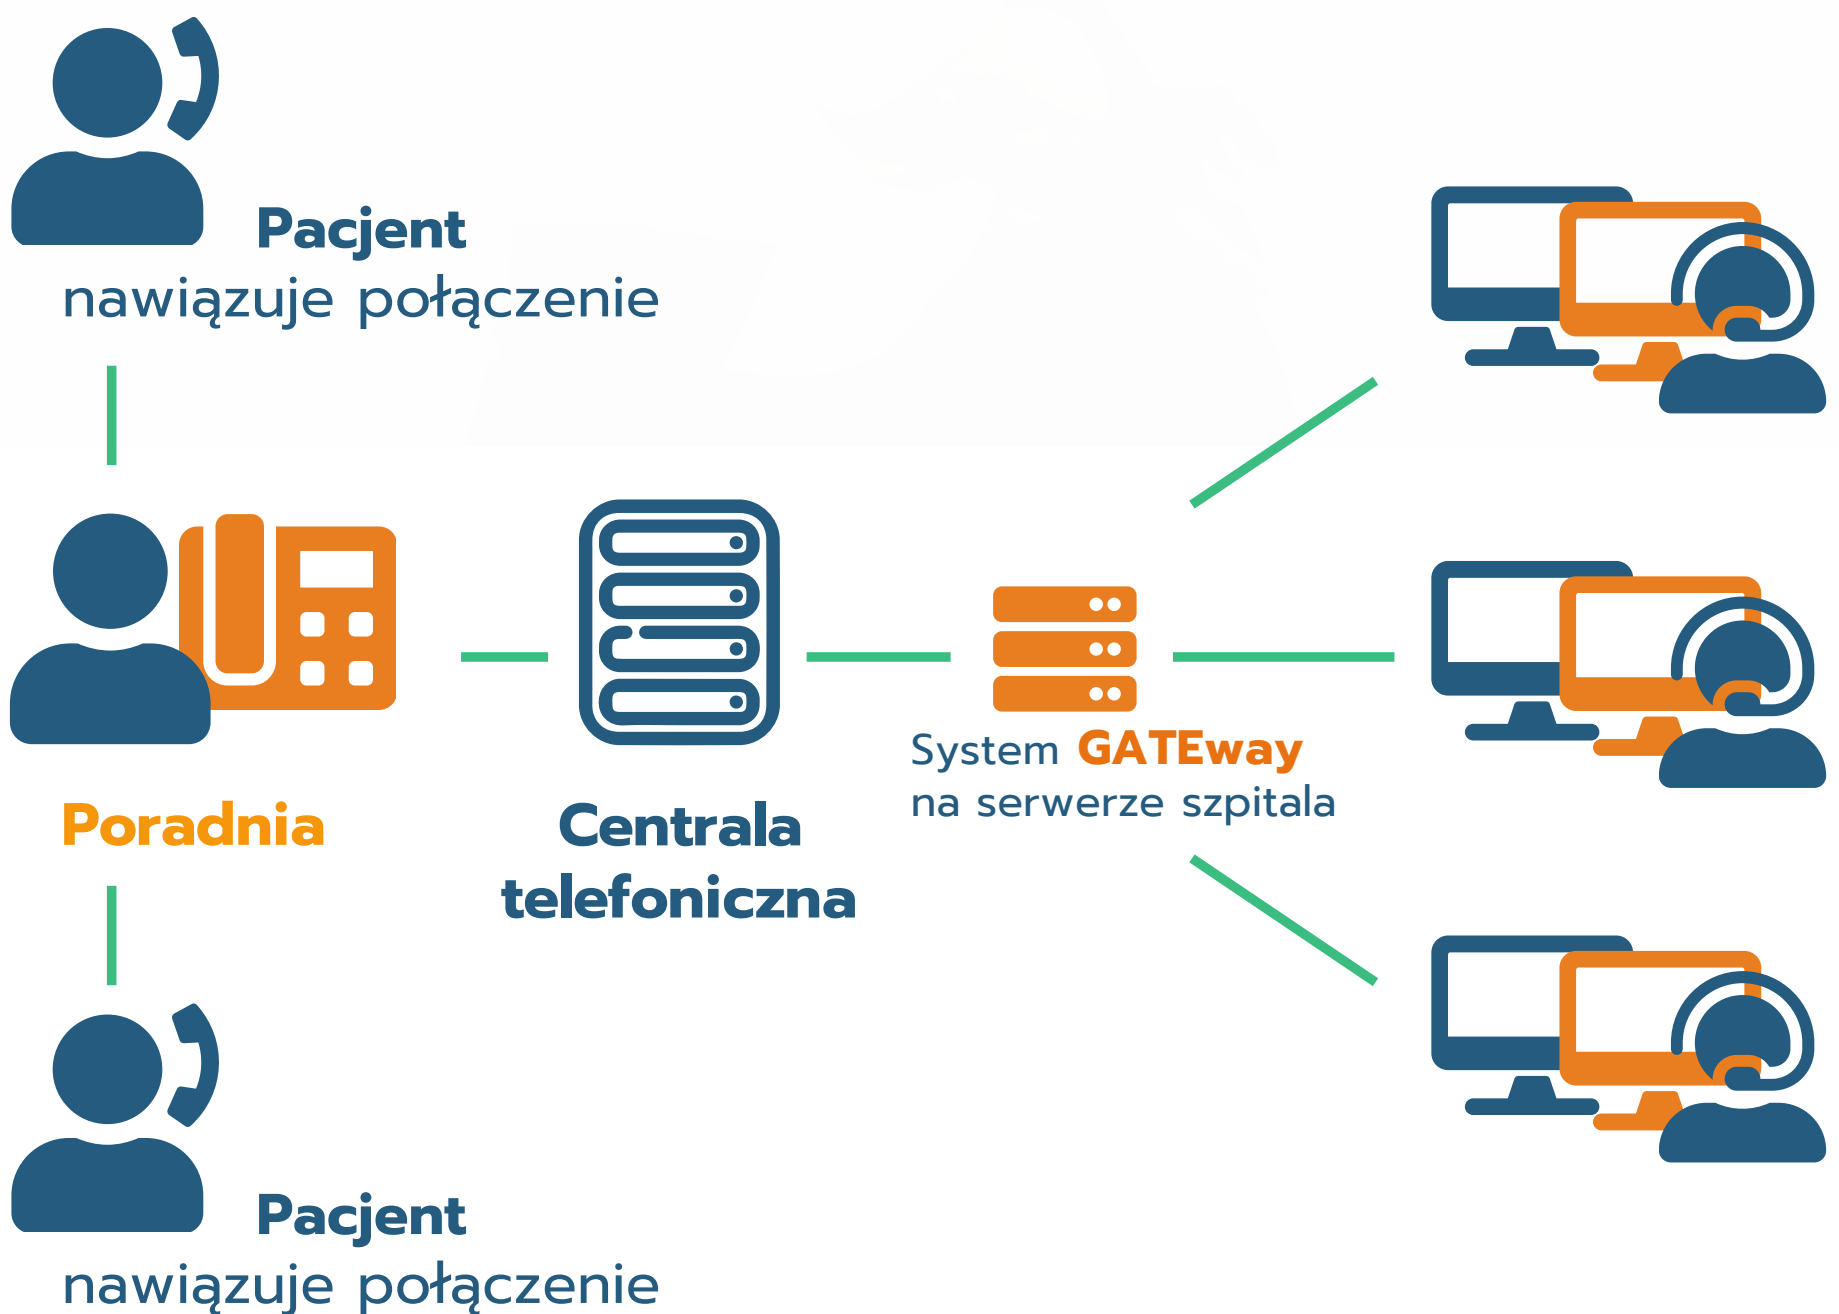 Pacjent
nawiązuje połączenie
Poradnia
Centrala
telefoniczna
System GATEway
na serwerze szpitala
Pacjent
nawiązuje połączenie